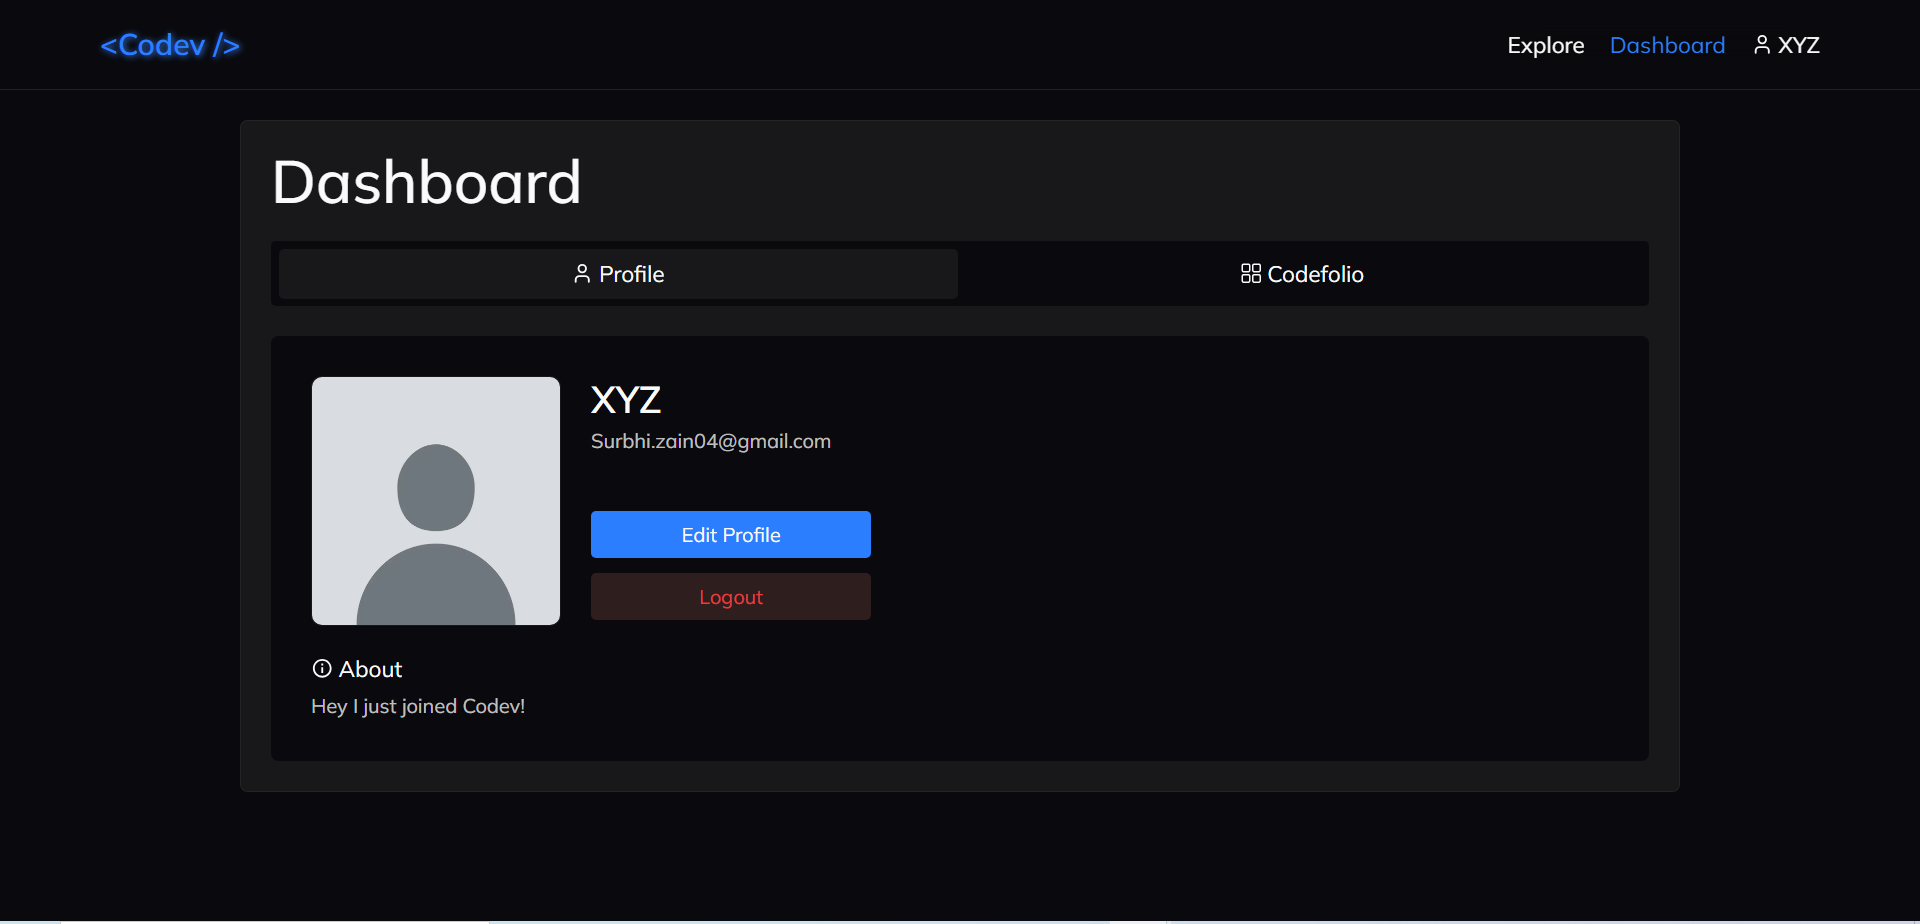 <Codev />
Explore Dashboard XYZ
Dashboard
Profile Codefolio
XYZ
Surbhi.zain04@gmail.com
Edit Profile
Logout
About
Hey I just joined Codev!